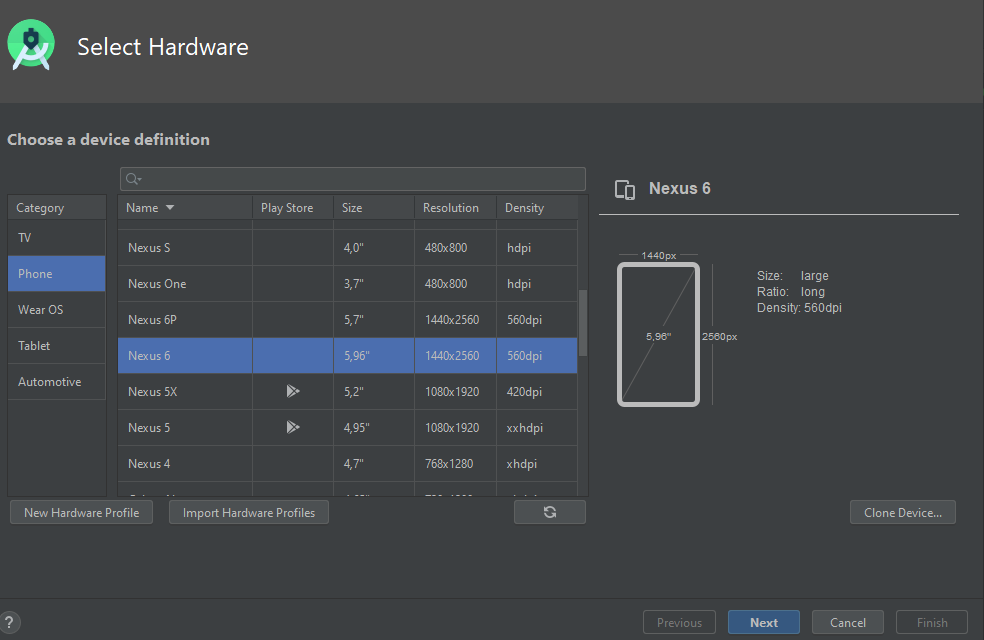 Select Hardware
Choose a device definition
Category
TV
Phone
Wear OS
Tablet
Automotive
Name Play Store Size Resolution Density
Nexus S 4,0" 480x800 hdpi
Nexus One 3,7" 480x800 hdpi
Nexus 6P 5,7" 1440x2560 560dpi
Nexus 6 5,96" 1440x2560 560dpi
Nexus 5X 5,2" 1080x1920 420dpi
Nexus 5 4,95" 1080x1920 xxhdpi
Nexus 4 4,7" 768x1280 xhdpi
New Hardware Profile Import Hardware Profiles
Nexus 6
1440px
5,96"
2560px
Size: large
Ratio: long
Density: 560dpi
Clone Device...
? Previous Next Cancel Finish